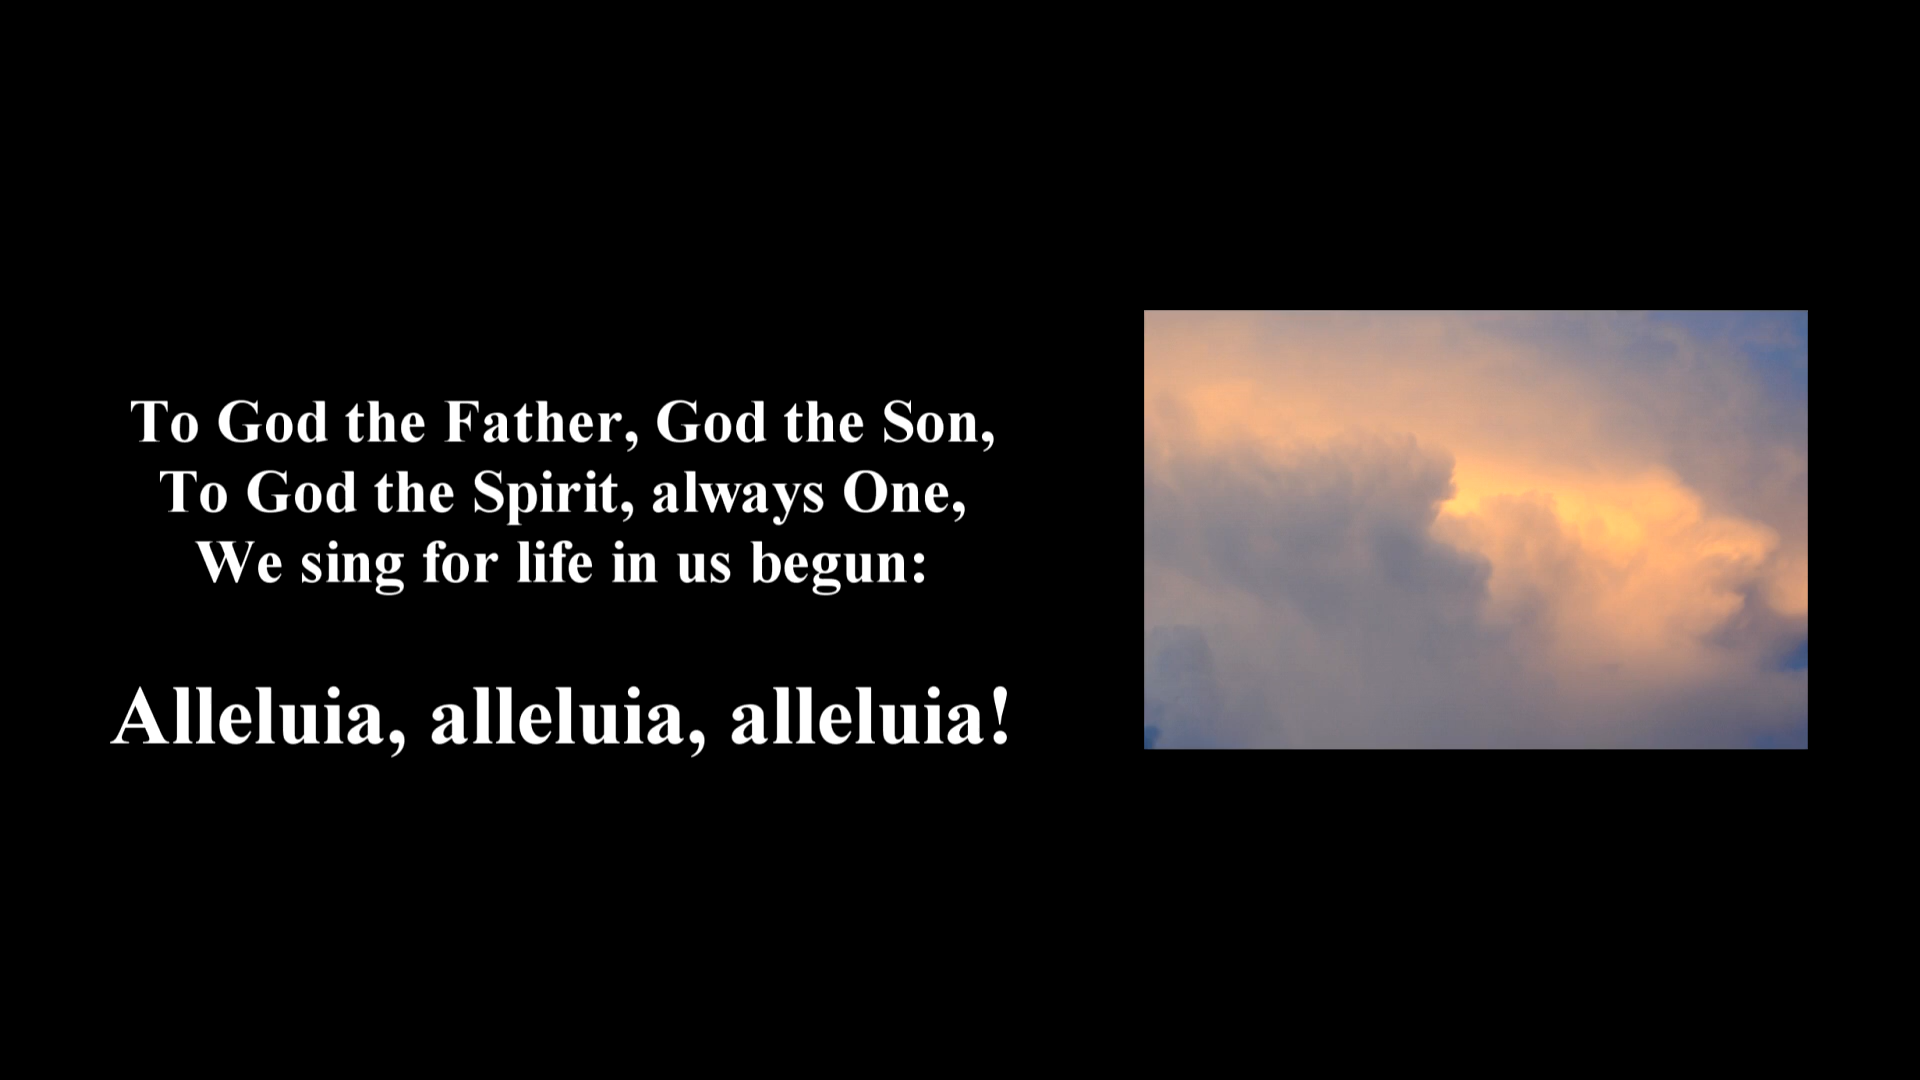 To God the Father, God the Son,
To God the Spirit, always One,
We sing for life in us begun:
Alleluia, alleluia, alleluia!